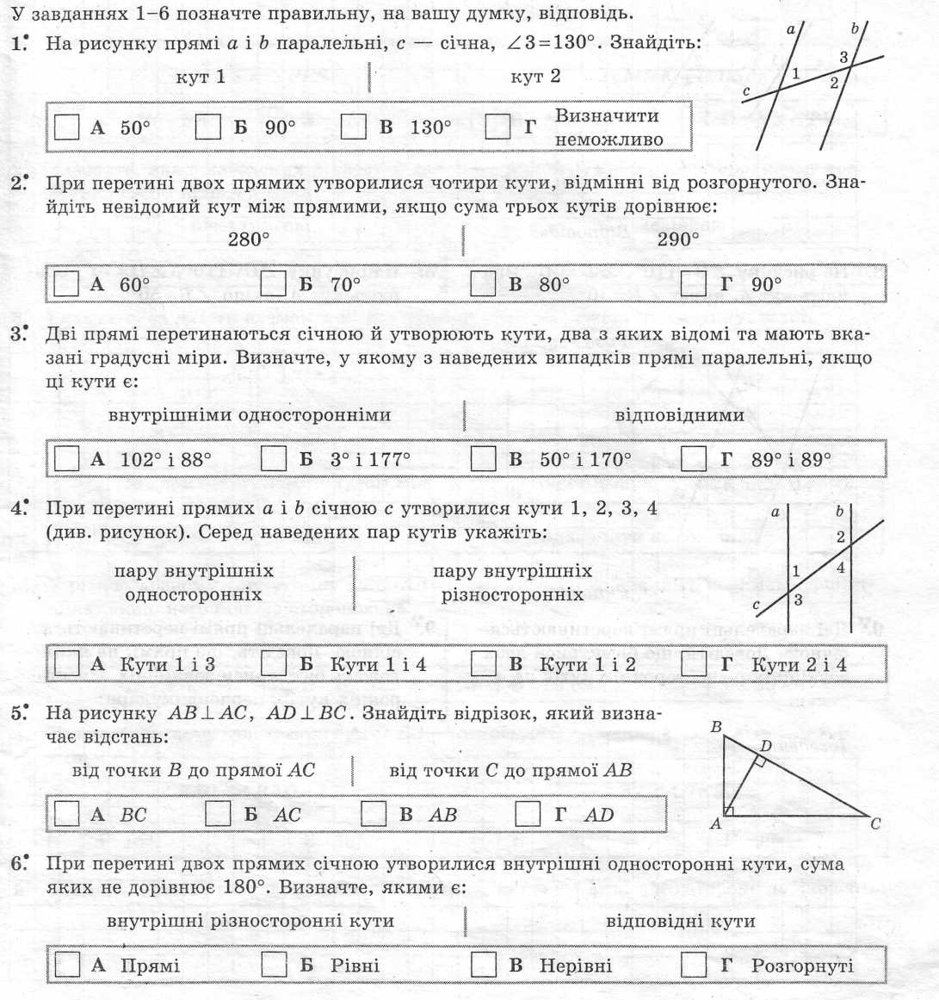 У завданнях 1–6 позначте правильну, на вашу думку, відповідь.
1.• На рисунку прямі a і b паралельні, c — січна, ∠3=130°. Знайдіть:
кут 1 | кут 2
А 50° Б 90° В 130° Г Визначити неможливо
a b 3 1 2 c
2.• При перетині двох прямих утворилися чотири кути, відмінні від розгорнутого. Зна-
йдіть невідомий кут між прямими, якщо сума трьох кутів дорівнює:
280° | 290°
А 60° Б 70° В 80° Г 90°
3.• Дві прямі перетинаються січною й утворюють кути, два з яких відомі та мають вка-
зані градусні міри. Визначте, у якому з наведених випадків прямі паралельні, якщо
ці кути є:
внутрішніми односторонніми | відповідними
А 102° і 88° Б 3° і 177° В 50° і 170° Г 89° і 89°
4.• При перетині прямих a і b січною c утворилися кути 1, 2, 3, 4
(див. рисунок). Серед наведених пар кутів укажіть:
пару внутрішніх | пару внутрішніх
односторонніх різносторонніх
a b 2 1 4 c 3
А Кути 1 і 3 Б Кути 1 і 4 В Кути 1 і 2 Г Кути 2 і 4
5.• На рисунку AB⊥AC, AD⊥BC. Знайдіть відрізок, який визна-
чає відстань:
від точки B до прямої AC | від точки C до прямої AB
А BC Б AC В AB Г AD
B D A C
6.• При перетині двох прямих січною утворилися внутрішні односторонні кути, сума
яких не дорівнює 180°. Визначте, якими є:
внутрішні різносторонні кути | відповідні кути
А Прямі Б Рівні В Нерівні Г Розгорнуті